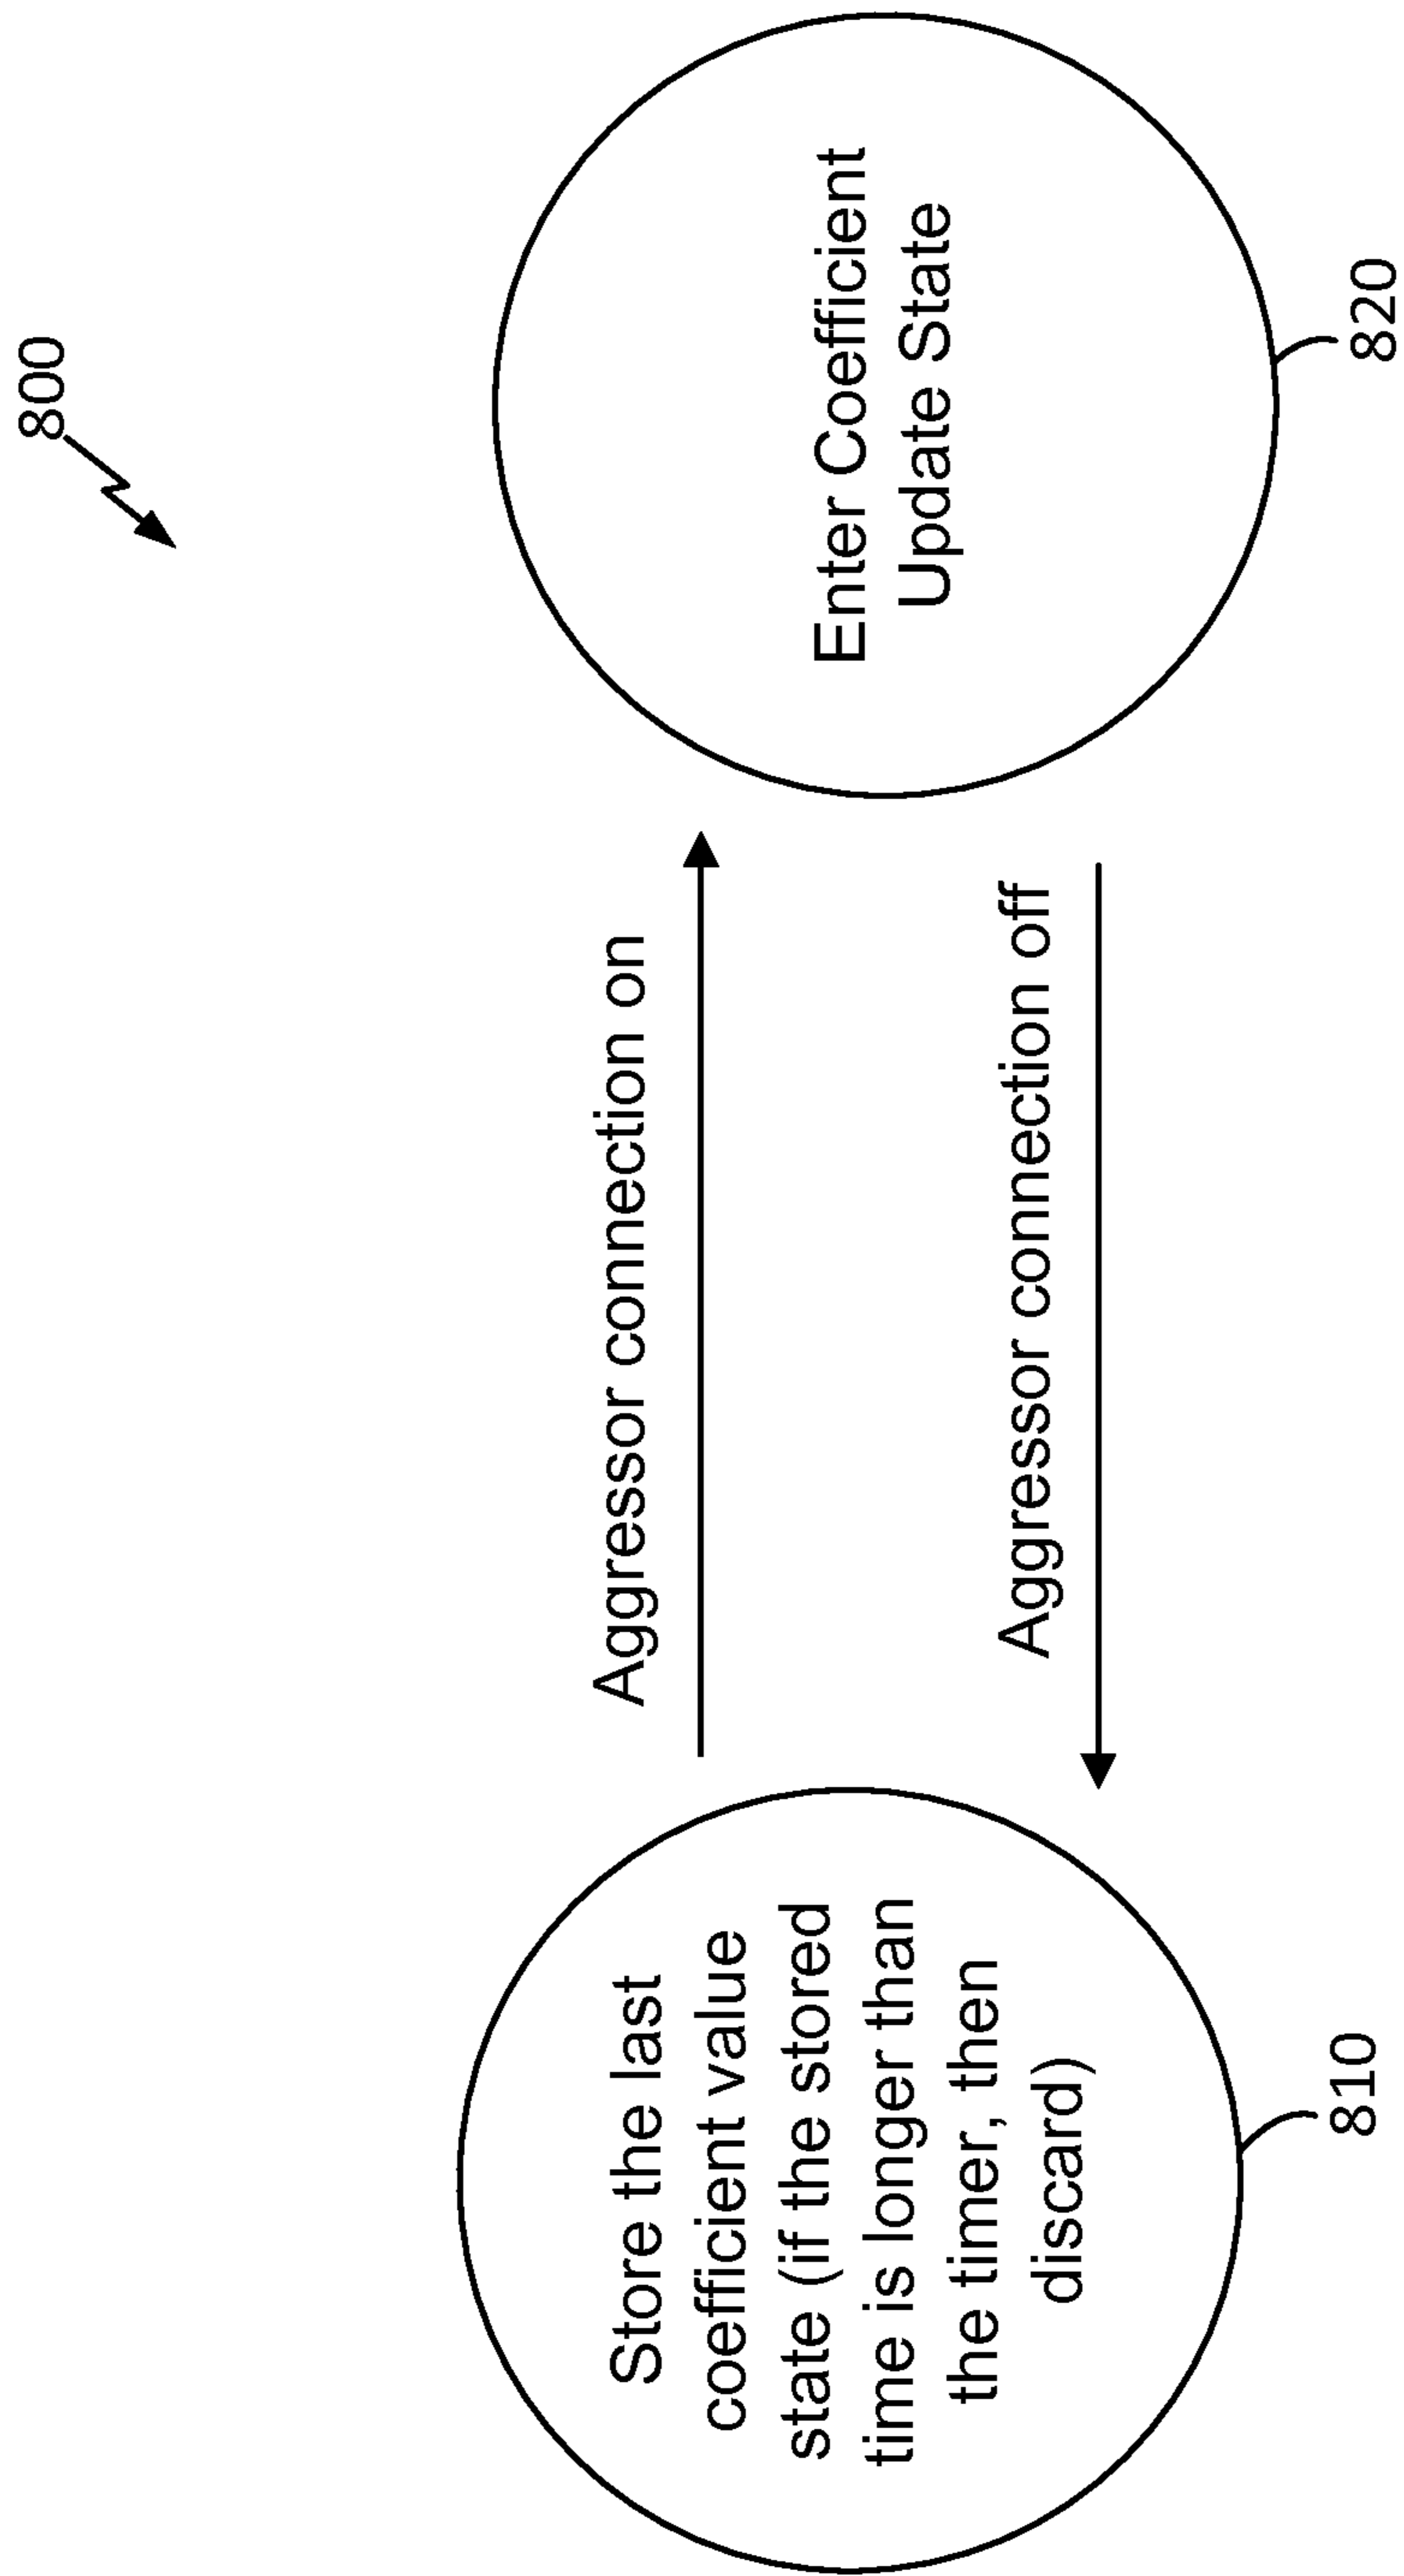 800
Aggressor connection on
Store the last
coefficient value
state (if the stored
time is longer than
the timer, then
discard)
810
Enter Coefficient
Update State
820
Aggressor connection off